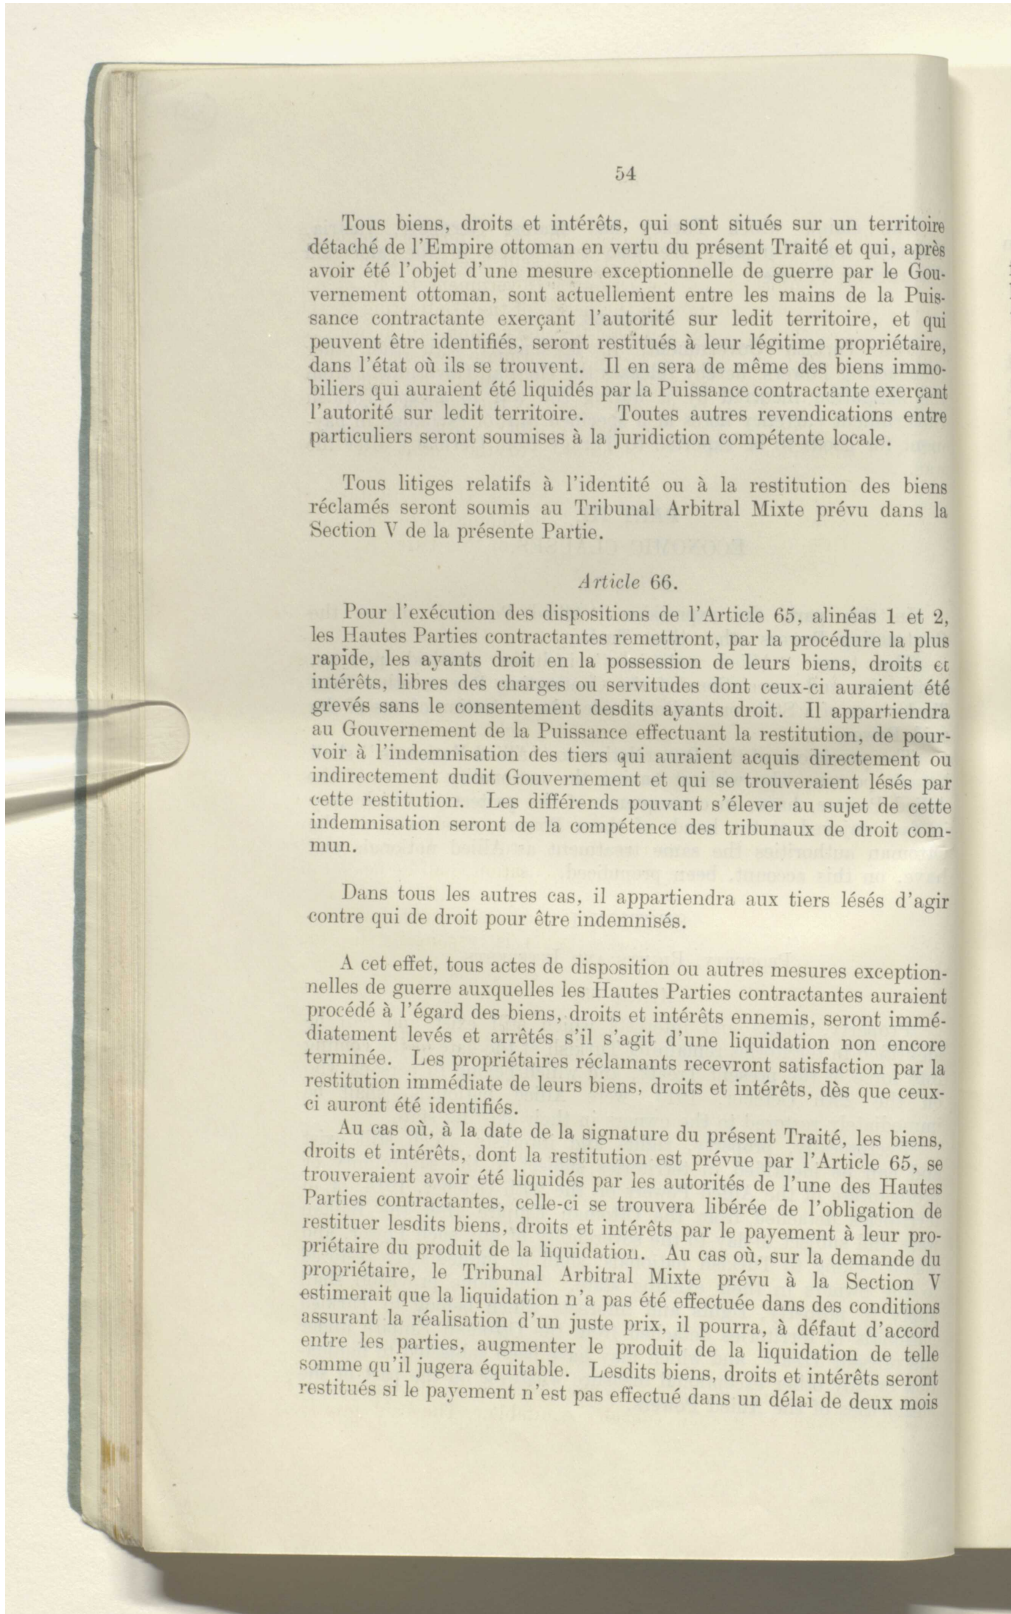 54
Tous biens, droits et intérêts, qui sont situés sur un territoire
détaché de l'Empire ottoman en vertu du présent Traité et qui, après
avoir été l'objet d'une mesure exceptionnelle de guerre par le Gou-
vernement ottoman, sont actuellement entre les mains de la Puis-
sance contractante exerçant l'autorité sur ledit territoire, et qui
peuvent être identifiés, seront restitués à leur légitime propriétaire,
dans l'état où ils se trouvent. Il en sera de même des biens immo-
biliers qui auraient été liquidés par la Puissance contractante exerçant
l'autorité sur ledit territoire. Toutes autres revendications entre
particuliers seront soumises à la juridiction compétente locale.
Tous litiges relatifs à l'identité ou à la restitution des biens
réclamés seront soumis au Tribunal Arbitral Mixte prévu dans la
Section V de la présente Partie.
Article 66.
Pour l'exécution des dispositions de l'Article 65, alinéas 1 et 2,
les Hautes Parties contractantes remettront, par la procédure la plus
rapide, les ayants droit en la possession de leurs biens, droits et
intérêts, libres des charges ou servitudes dont ceux-ci auraient été
grevés sans le consentement desdits ayants droit. Il appartiendra
au Gouvernement de la Puissance effectuant la restitution, de pour-
voir à l'indemnisation des tiers qui auraient acquis directement ou
indirectement dudit Gouvernement et qui se trouveraient lésés par
cette restitution. Les différends pouvant s'élever au sujet de cette
indemnisation seront de la compétence des tribunaux de droit com-
mun.
Dans tous les autres cas, il appartiendra aux tiers lésés d'agir
contre qui de droit pour être indemnisés.
A cet effet, tous actes de disposition ou autres mesures exception-
nelles de guerre auxquelles les Hautes Parties contractantes auraient
procédé à l'égard des biens, droits et intérêts ennemis, seront immé-
diatement levés et arrêtés s'il s'agit d'une liquidation non encore
terminée. Les propriétaires réclamants recevront satisfaction par la
restitution immédiate de leurs biens, droits et intérêts, dès que ceux-
ci auront été identifiés.
Au cas où, à la date de la signature du présent Traité, les biens,
droits et intérêts, dont la restitution est prévue par l'Article 65, se
trouveraient avoir été liquidés par les autorités de l'une des Hautes
Parties contractantes, celle-ci se trouvera libérée de l'obligation de
restituer lesdits biens, droits et intérêts par le payement à leur pro-
priétaire du produit de la liquidation. Au cas où, sur la demande du
propriétaire, le Tribunal Arbitral Mixte prévu à la Section V
estimerait que la liquidation n'a pas été effectuée dans des conditions
assurant la réalisation d'un juste prix, il pourra, à défaut d'accord
entre les parties, augmenter le produit de la liquidation de telle
somme qu'il jugera équitable. Lesdits biens, droits et intérêts seront
restitués si le payement n'est pas effectué dans un délai de deux mois